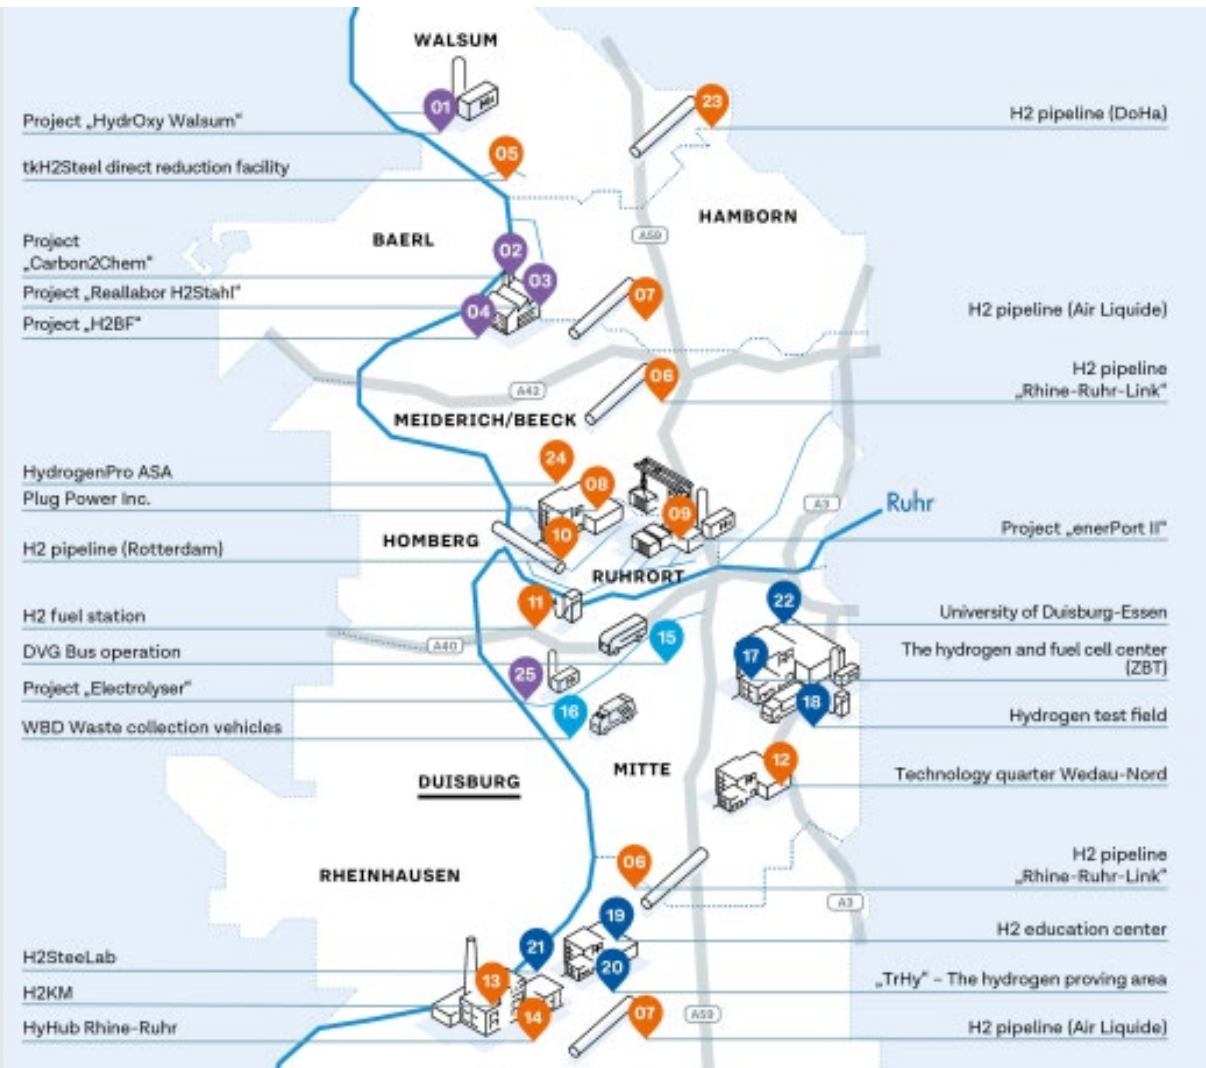 WALSUM
01
Project „HydrOxy Walsum“
23
H2 pipeline (DoHa)
05
tkH2Steel direct reduction facility
HAMBORN
A59
BAERL
02
Project
„Carbon2Chem“
03
Project „Reallabor H2Stahl“
04
Project „H2BF“
07
H2 pipeline (Air Liquide)
A42
06
H2 pipeline
„Rhine-Ruhr-Link“
MEIDERICH/BEECK
24
HydrogenPro ASA
08
Plug Power Inc.
A3
Ruhr
09
Project „enerPort II“
HOMBERG
10
H2 pipeline (Rotterdam)
RUHRORT
11
H2 fuel station
22
University of Duisburg-Essen
A40
15
DVG Bus operation
17
The hydrogen and fuel cell center
(ZBT)
25
Project „Electrolyser“
18
Hydrogen test field
16
WBD Waste collection vehicles
MITTE
DUISBURG
12
Technology quarter Wedau-Nord
RHEINHAUSEN
06
H2 pipeline
„Rhine-Ruhr-Link“
A3
19
H2 education center
21
H2SteeLab
20
„TrHy“ – The hydrogen proving area
13
H2KM
14
HyHub Rhine-Ruhr
07
A59
H2 pipeline (Air Liquide)